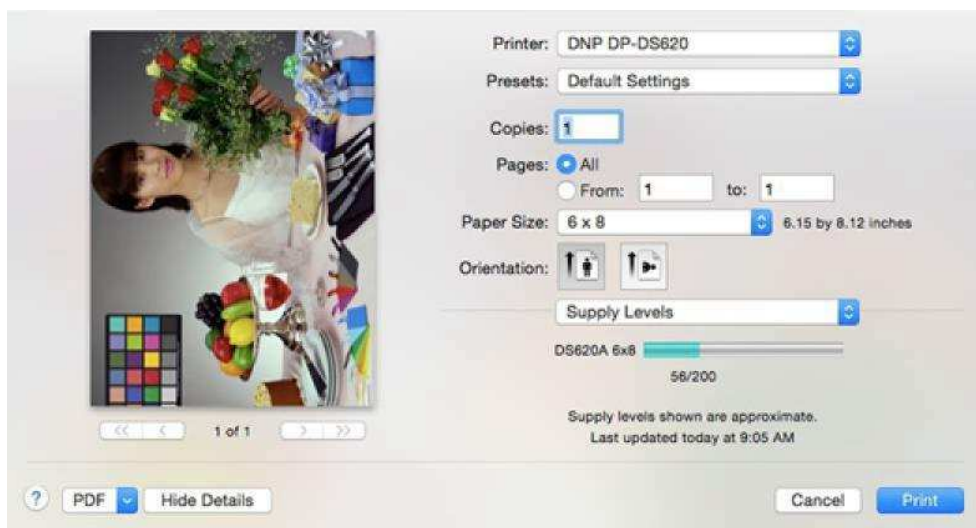 Printer: DNP DP-DS620
Presets: Default Settings
Copies: 1
Pages: All
From: 1 to: 1
Paper Size: 6 x 8 6.15 by 8.12 inches
Orientation:
Supply Levels
DS620A 6x8
56/200
Supply levels shown are approximate.
Last updated today at 9:05 AM
<< < 1 of 1 > >>
? PDF Hide Details Cancel Print